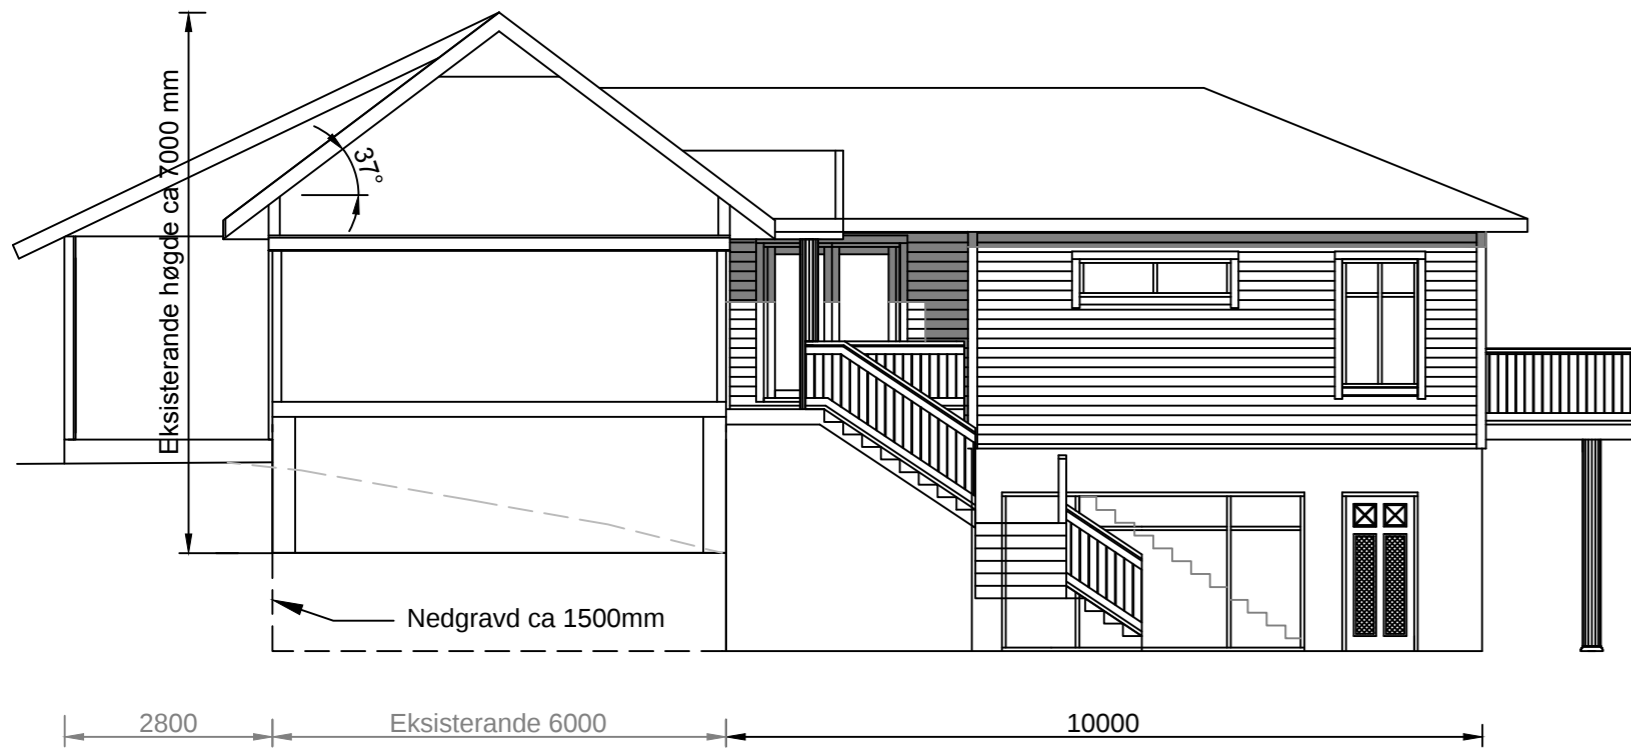 Eksisterande høgde ca 7000 mm
37°
Nedgravd ca 1500mm
2800
Eksisterande 6000
10000